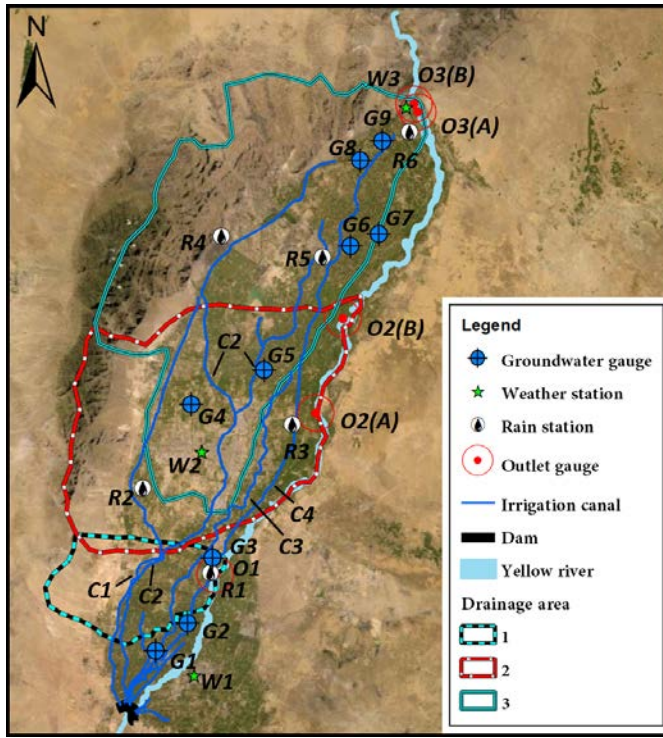 N
W3
O3(B)
O3(A)
G9
G8
R6
R4
G6
G7
R5
O2(B)
C2
G5
G4
O2(A)
R3
W2
R2
C4
C3
G3
C1
C2
O1
R1
G2
G1
W1
Legend
Groundwater gauge
Weather station
Rain station
Outlet gauge
Irrigation canal
Dam
Yellow river
Drainage area
1
2
3